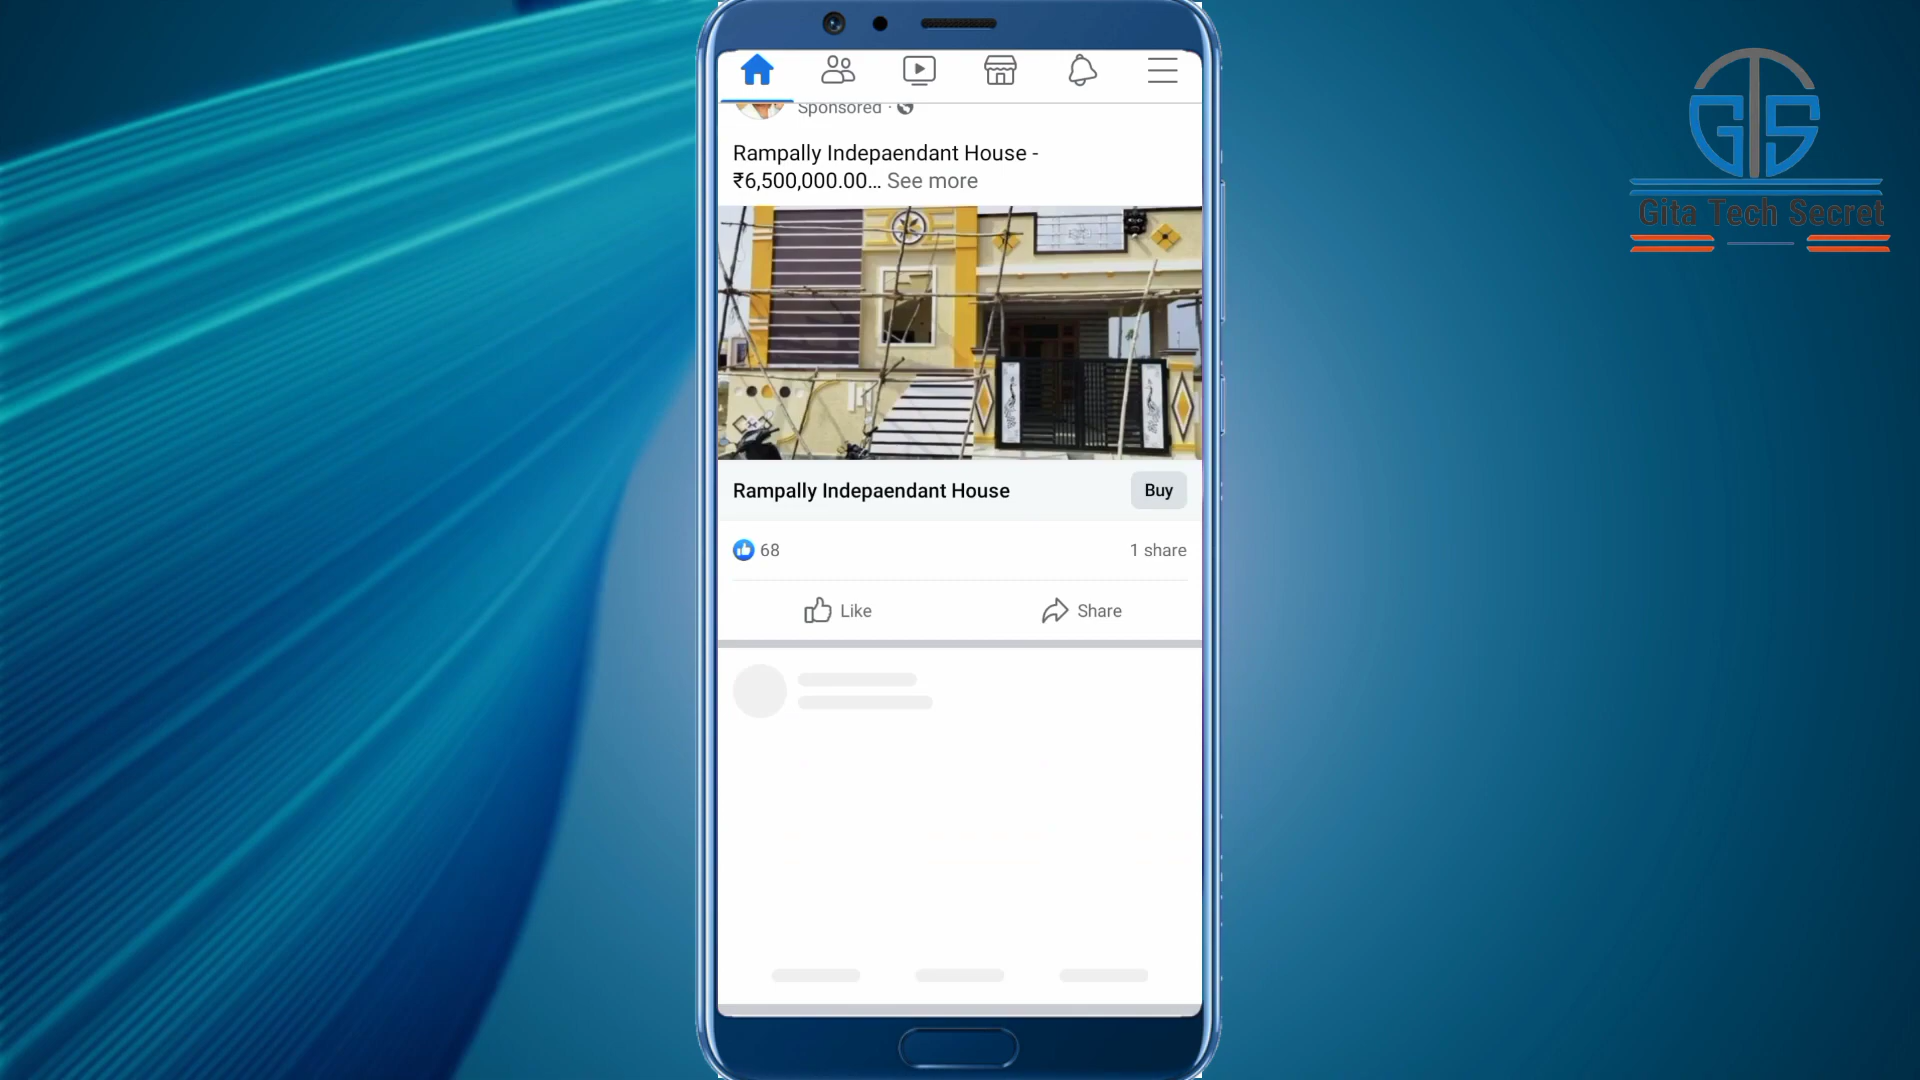 Sponsored ·
Rampally Indepaendant House -
₹6,500,000.00... See more
Rampally Indepaendant House
Buy
68
1 share
Like
Share
GTS
Gita Tech Secret